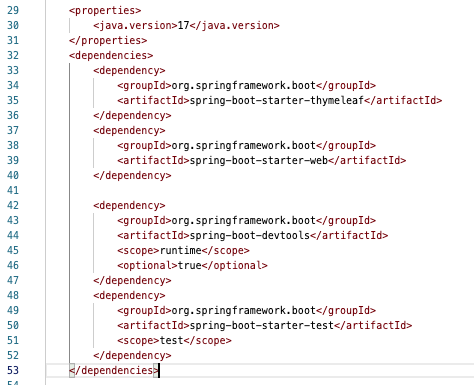 29 <properties>
30 <java.version>17</java.version>
31 </properties>
32 <dependencies>
33 <dependency>
34 <groupId>org.springframework.boot</groupId>
35 <artifactId>spring-boot-starter-thymeleaf</artifactId>
36 </dependency>
37 <dependency>
38 <groupId>org.springframework.boot</groupId>
39 <artifactId>spring-boot-starter-web</artifactId>
40 </dependency>
41
42 <dependency>
43 <groupId>org.springframework.boot</groupId>
44 <artifactId>spring-boot-devtools</artifactId>
45 <scope>runtime</scope>
46 <optional>true</optional>
47 </dependency>
48 <dependency>
49 <groupId>org.springframework.boot</groupId>
50 <artifactId>spring-boot-starter-test</artifactId>
51 <scope>test</scope>
52 </dependency>
53 </dependencies>
54